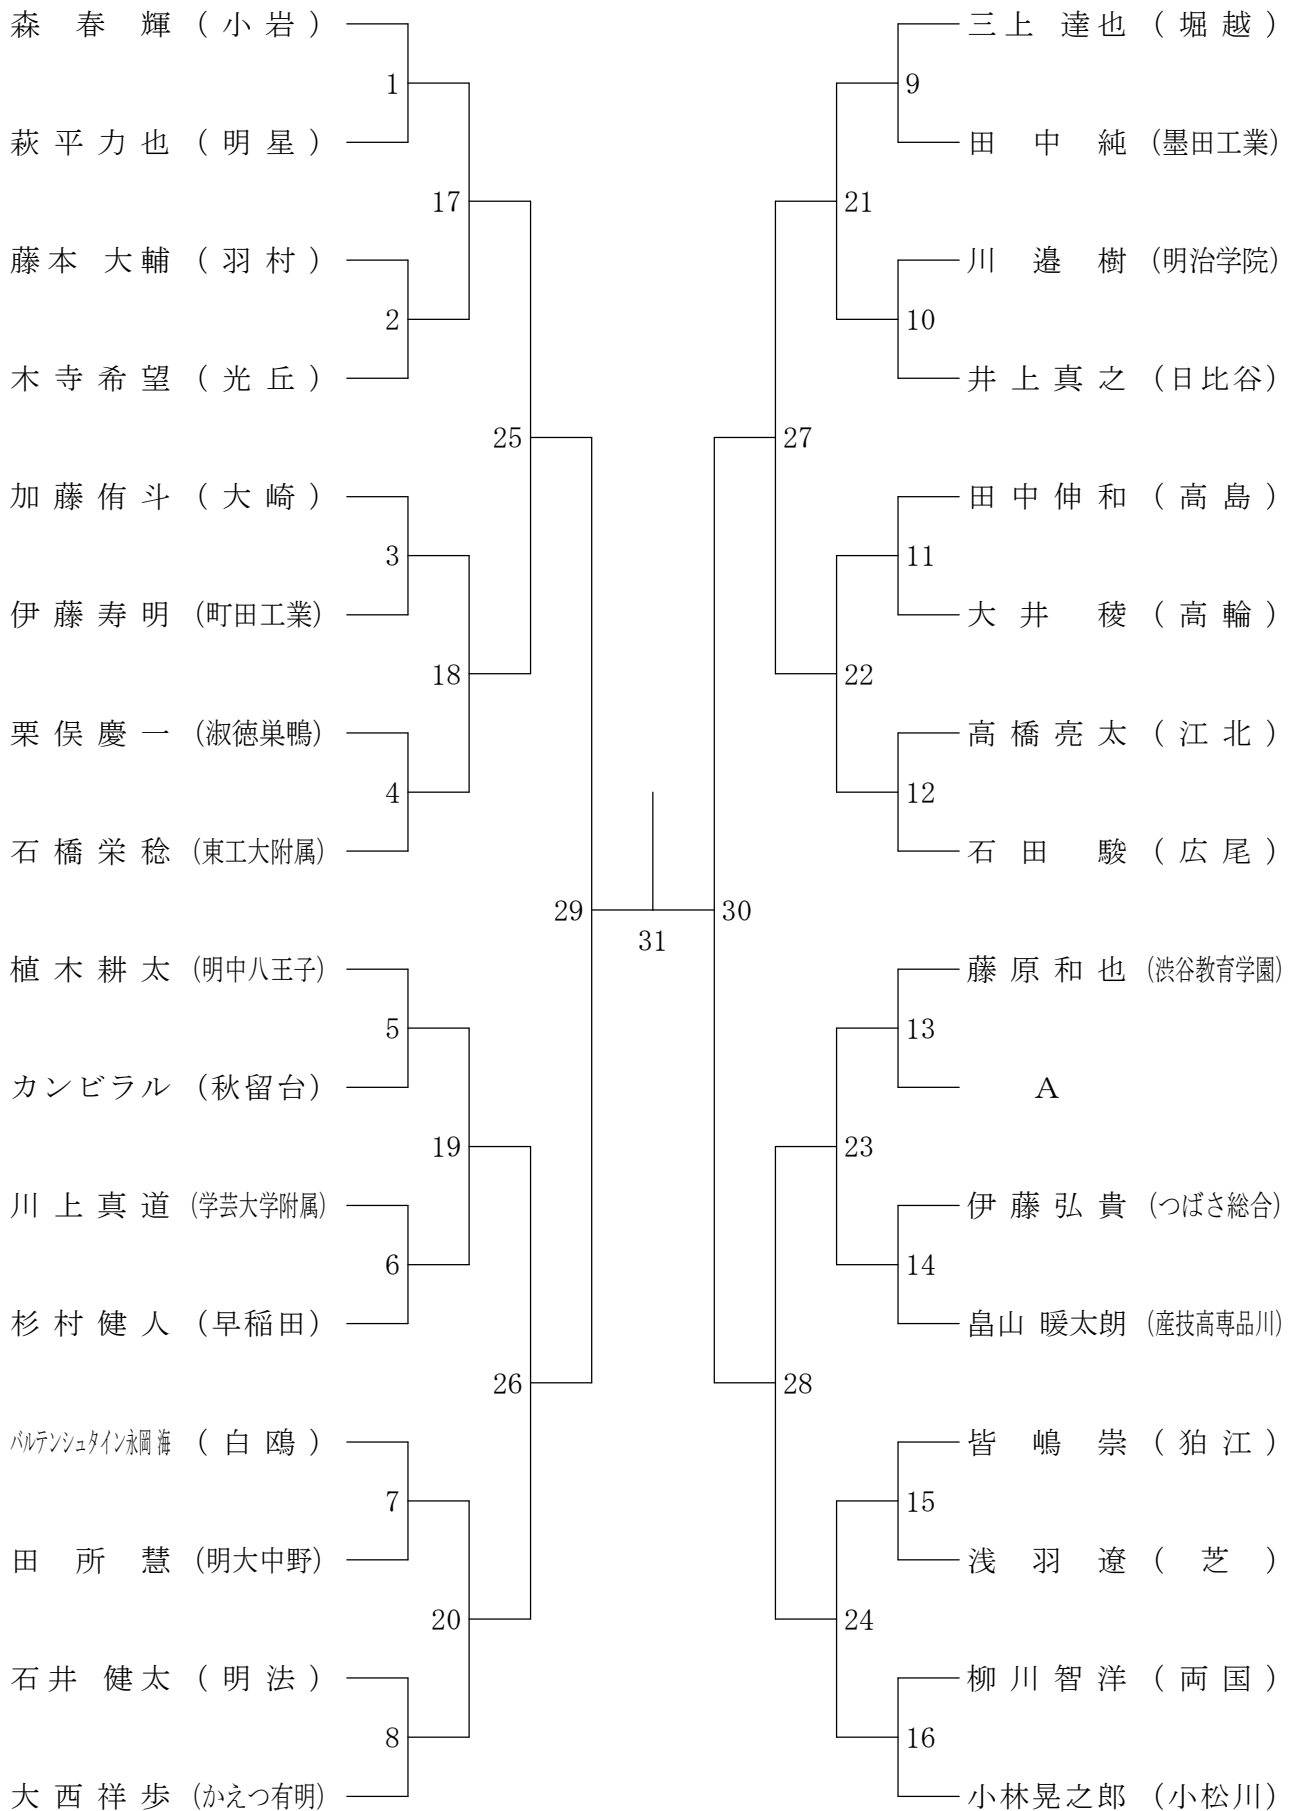 森 春 輝 (小岩)
1
萩平力也 (明星)
17
藤本 大輔 (羽村)
2
木寺希望 (光丘)
25
加藤侑斗 (大崎)
3
伊藤寿明 (町田工業)
18
栗俣慶一 (淑徳巣鴨)
4
石橋栄稔 (東工大附属)
29
植木耕太 (明中八王子)
5
カンビラル (秋留台)
19
川上真道 (学芸大学附属)
6
杉村健人 (早稲田)
26
バルテンシュタイン永岡 海 (白鴎)
7
田 所 慧 (明大中野)
20
石井 健太 (明法)
8
大西祥歩 (かえつ有明)
31
三上 達也 (堀越)
9
田 中 純 (墨田工業)
21
川 邉 樹 (明治学院)
10
井上真之 (日比谷)
27
田中伸和 (高島)
11
大井 稜 (高輪)
22
高橋亮太 (江北)
12
石田 駿 (広尾)
30
藤原和也 (渋谷教育学園)
13
A
23
伊藤弘貴 (つばさ総合)
14
畠山 暖太朗 (産技高専品川)
28
皆 嶋 崇 (狛江)
15
浅 羽 遼 (芝)
24
柳川智洋 (両国)
16
小林晃之郎 (小松川)